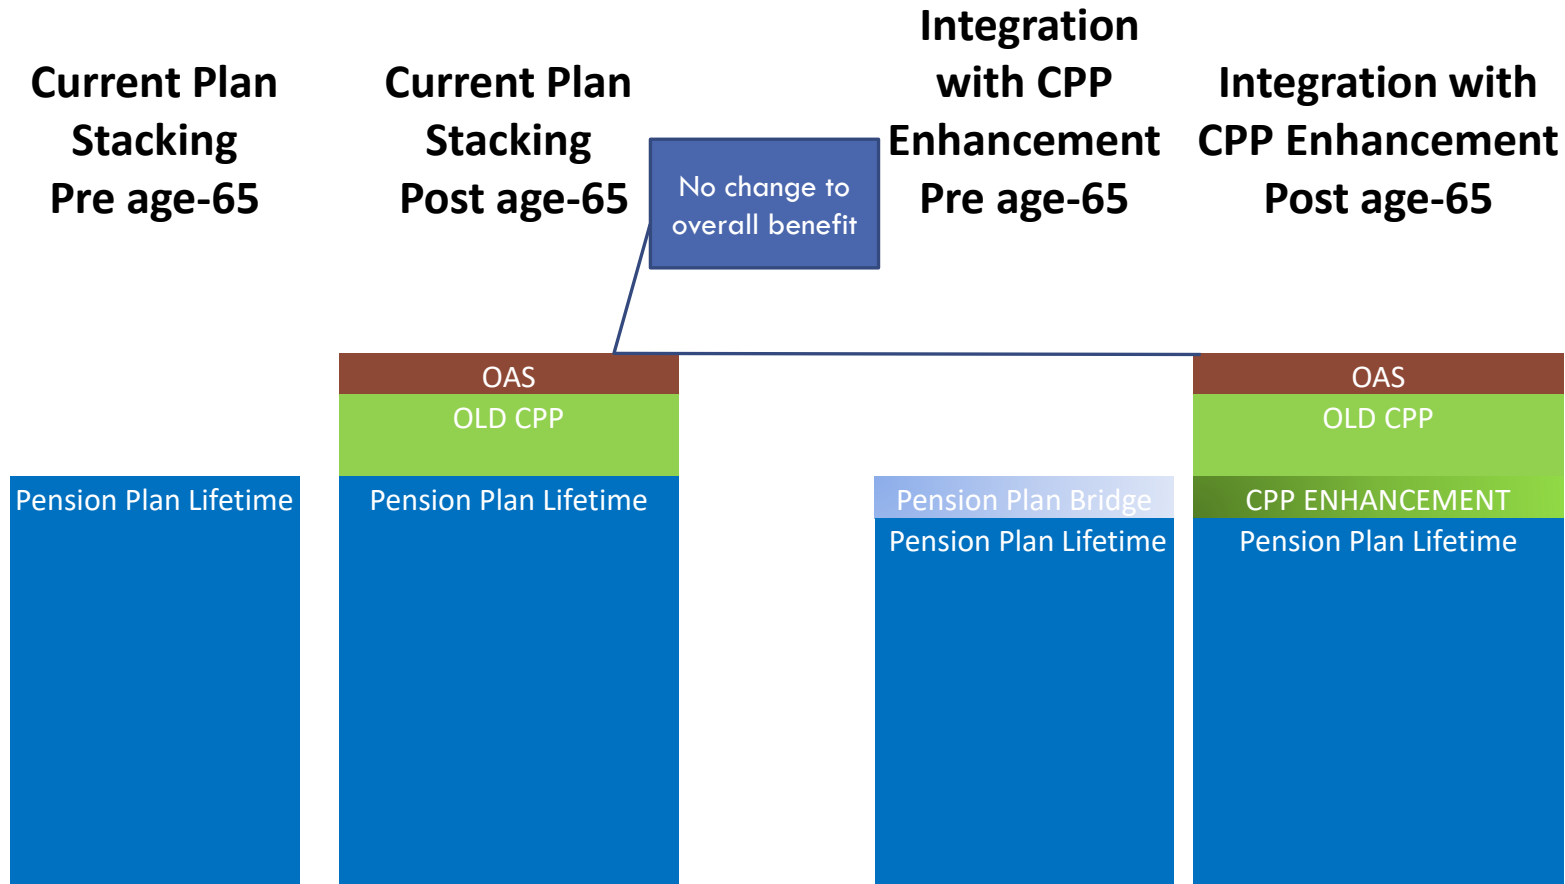 Current Plan
Stacking
Pre age-65
Current Plan
Stacking
Post age-65
No change to
overall benefit
Integration
with CPP
Enhancement
Pre age-65
Integration with
CPP Enhancement
Post age-65
Pension Plan Lifetime
OAS
OLD CPP
Pension Plan Lifetime
Pension Plan Bridge
Pension Plan Lifetime
OAS
OLD CPP
CPP ENHANCEMENT
Pension Plan Lifetime